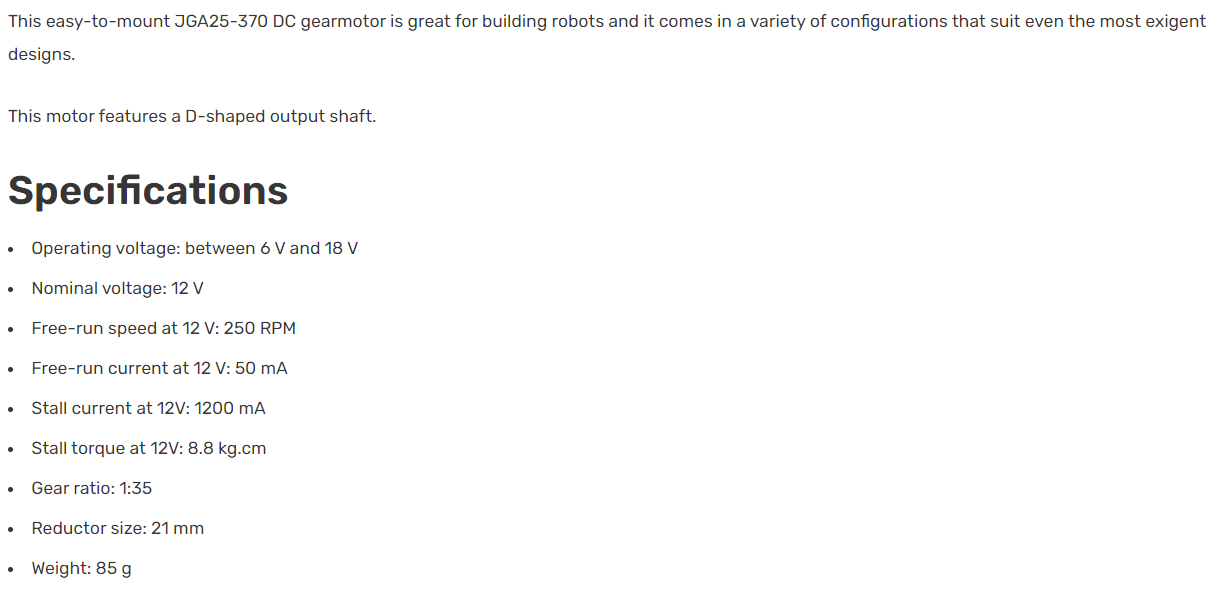 This easy-to-mount JGA25-370 DC gearmotor is great for building robots and it comes in a variety of configurations that suit even the most exigent
designs.
This motor features a D-shaped output shaft.
Specifications
• Operating voltage: between 6 V and 18 V
• Nominal voltage: 12 V
• Free-run speed at 12 V: 250 RPM
• Free-run current at 12 V: 50 mA
• Stall current at 12V: 1200 mA
• Stall torque at 12V: 8.8 kg.cm
• Gear ratio: 1:35
• Reductor size: 21 mm
• Weight: 85 g